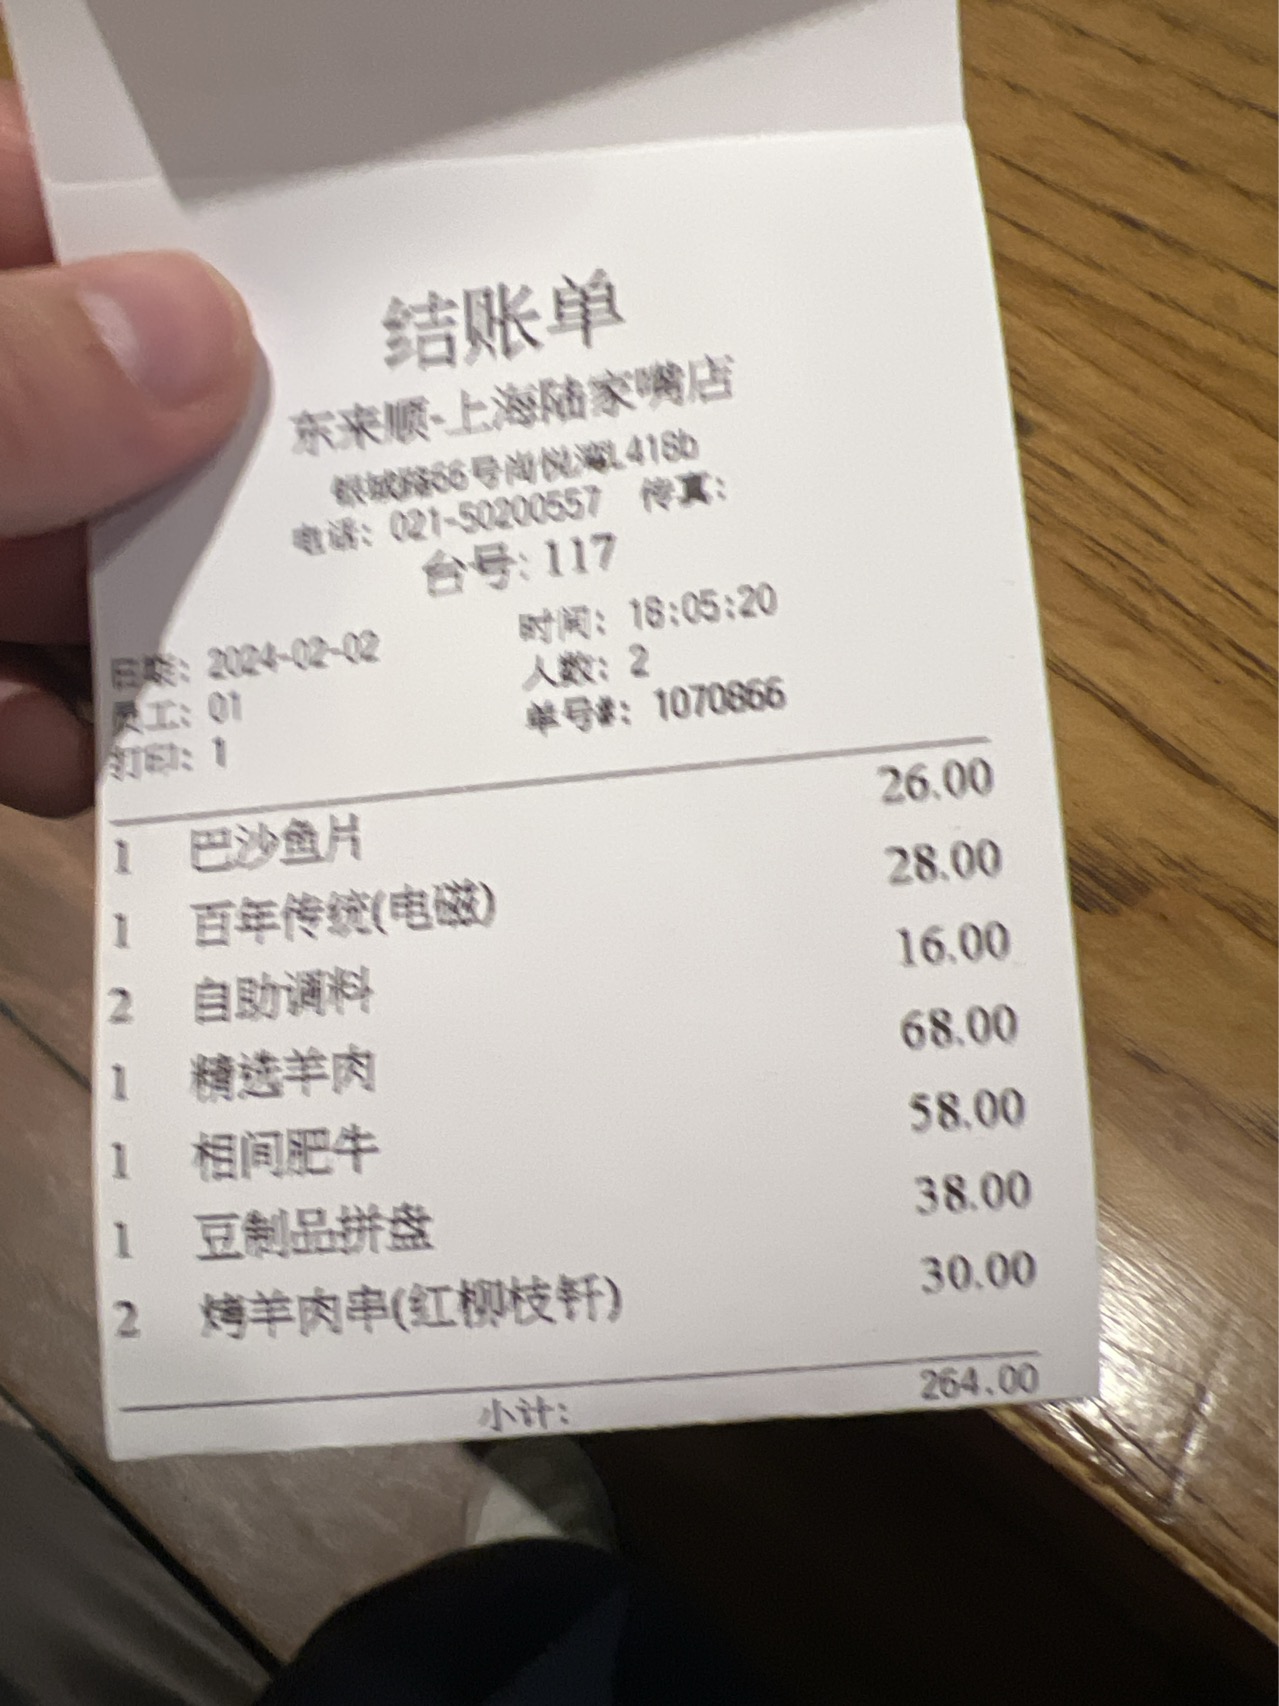 结账单
东来顺-上海陆家嘴店
银城路66号尚悦湾L418b
电话：021-50200557 传真：
台号：117
日期：2024-02-02 时间：18:05:20
员工：01 人数：2
打印：1 单号#：1070866
1 巴沙鱼片 26.00
1 百年传统(电磁) 28.00
2 自助调料 16.00
1 精选羊肉 68.00
1 相间肥牛 58.00
1 豆制品拼盘 38.00
2 烤羊肉串(红柳枝钎) 30.00
小计： 264.00